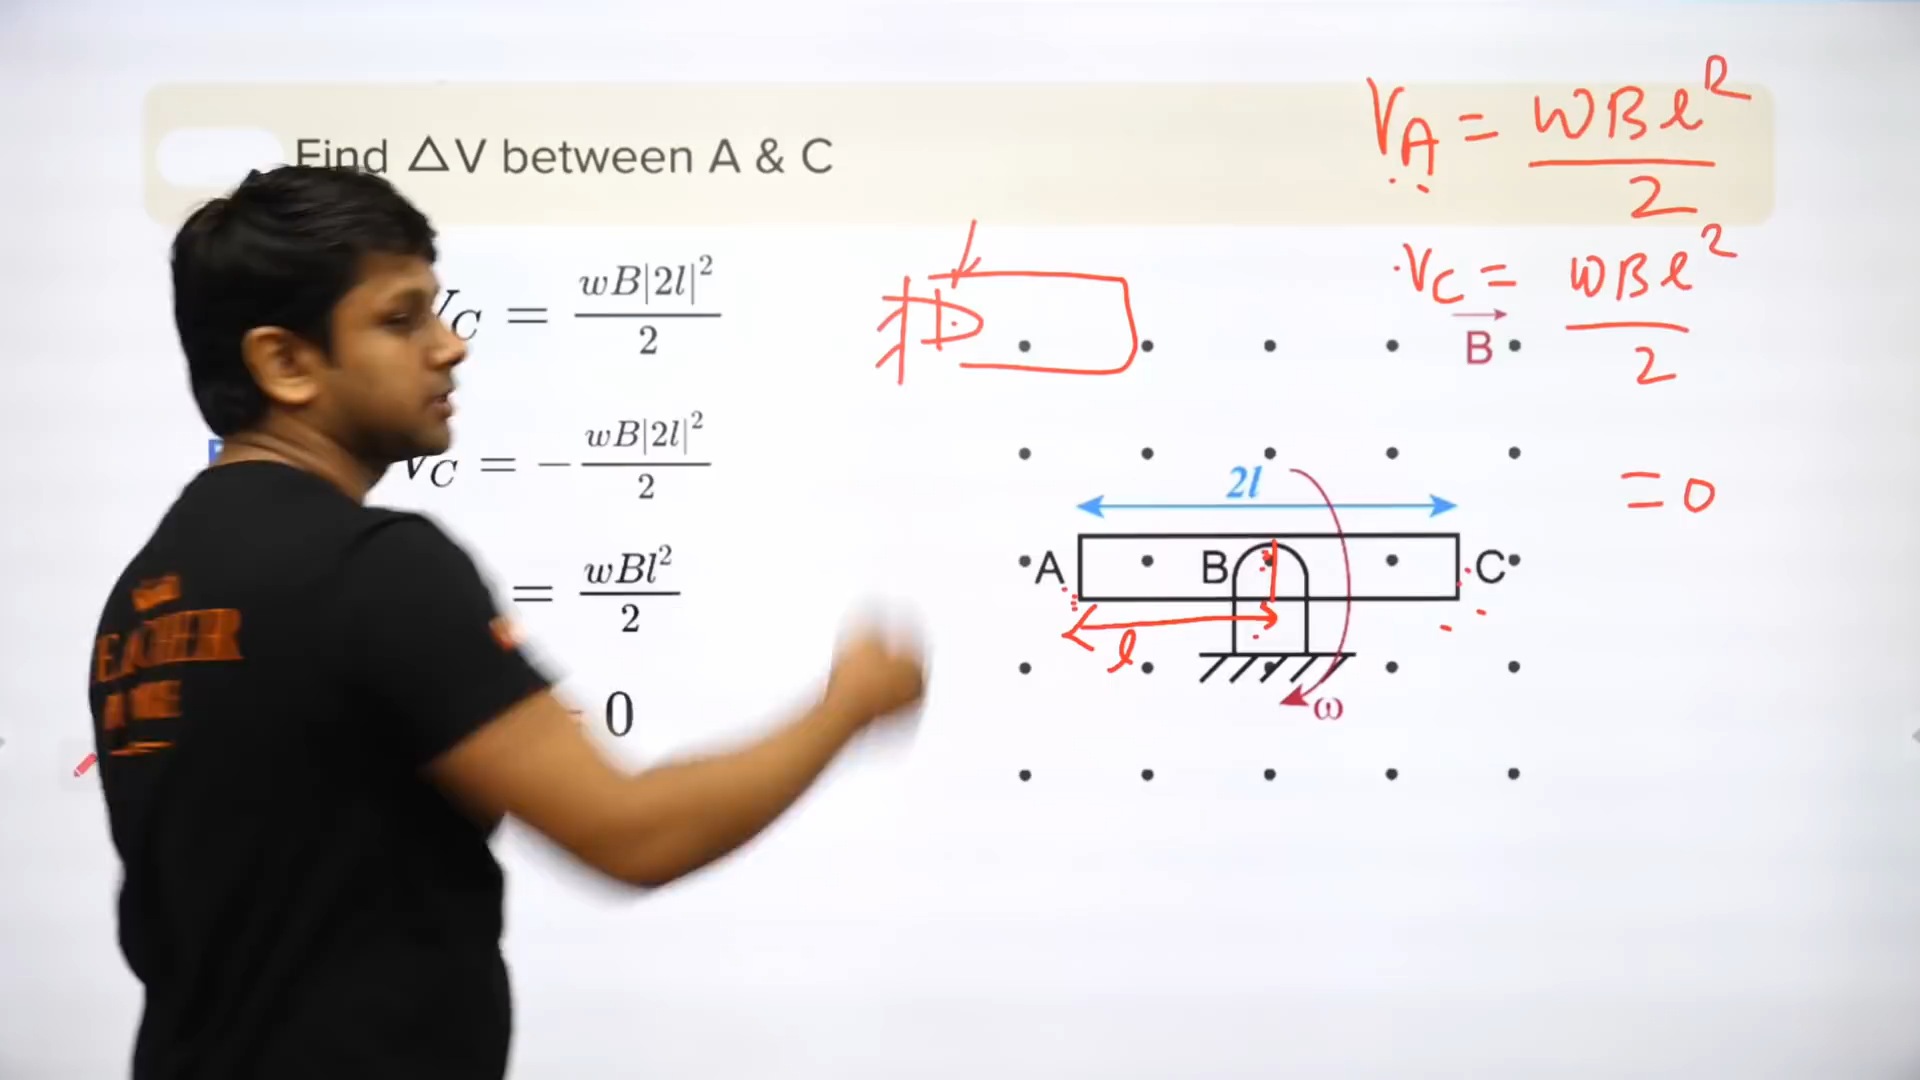 Find △V between A & C
V_A = wBl²/2
V_C = wB|2l|²/2
V_C = wBl²/2
B
V_C = -wB|2l|²/2
= 0
2l
A
B
C
= wBl²/2
l
ω
0